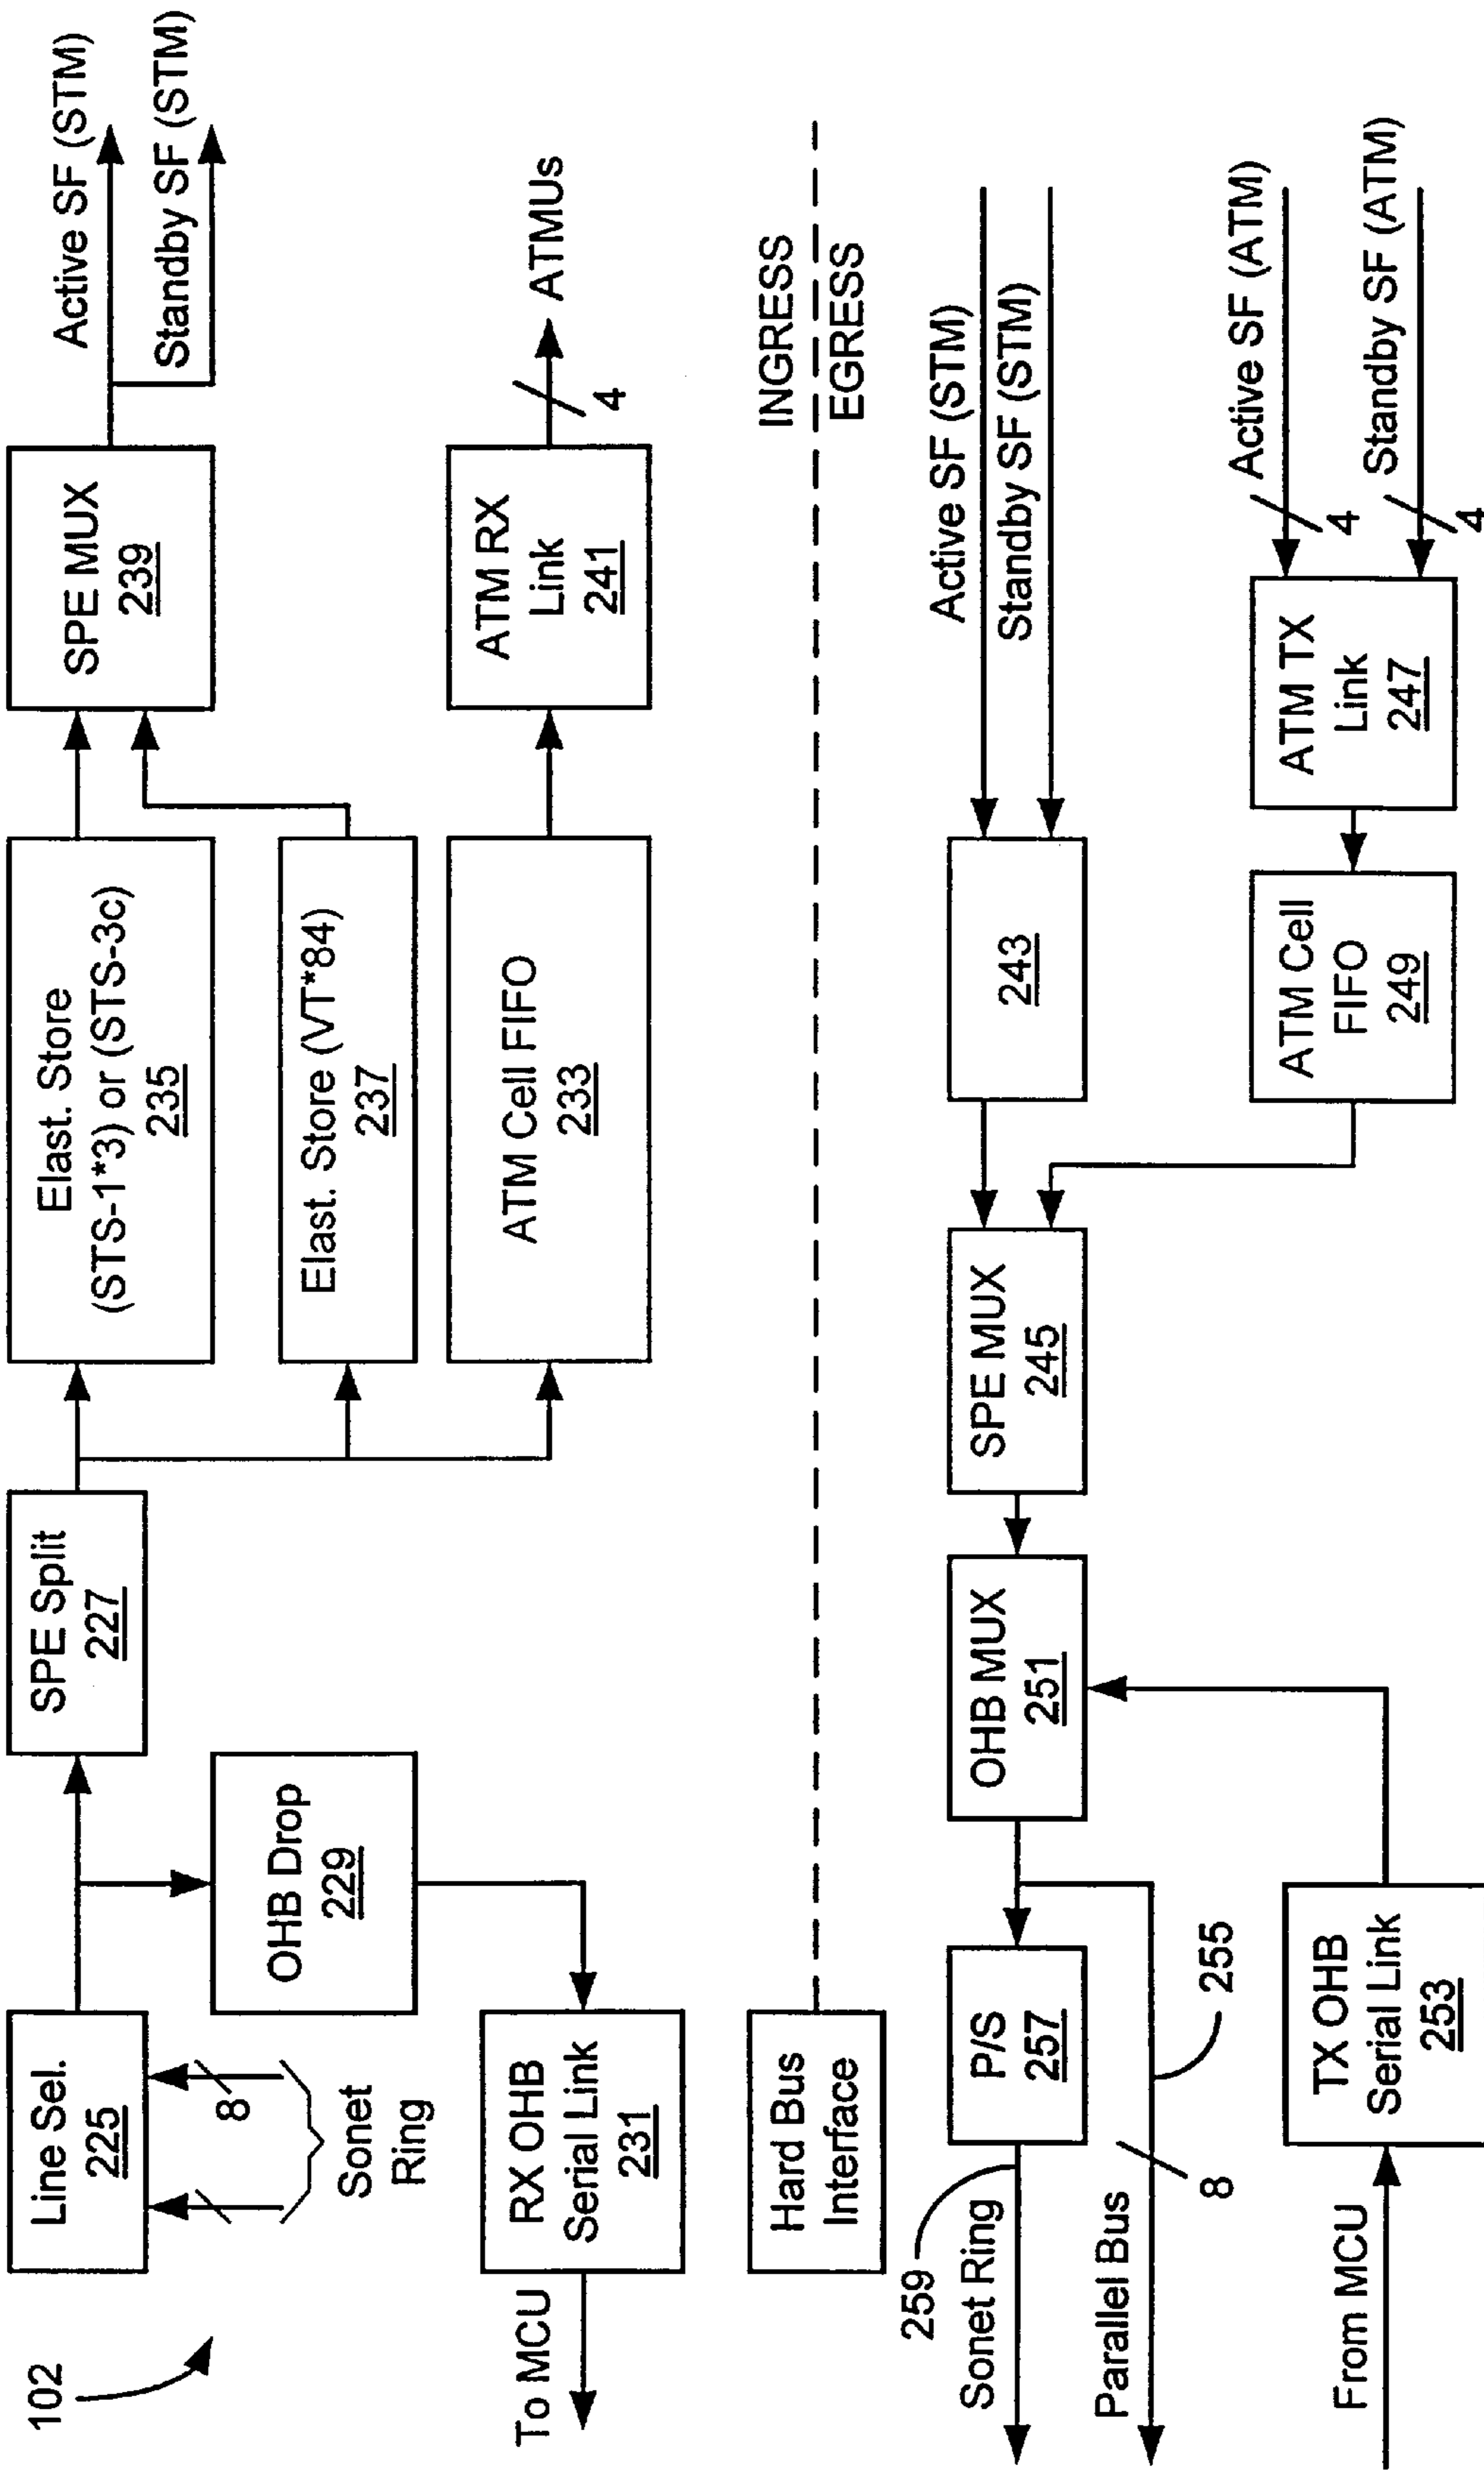 102
Line Sel.
225
8
Sonet
Ring
OHB Drop
229
RX OHB
Serial Link
231
To MCU
SPE Split
227
Elast. Store
(STS-1*3) or (STS-3c)
235
Elast. Store (VT*84)
237
ATM Cell FIFO
233
SPE MUX
239
ATM RX
Link
241
Active SF (STM)
Standby SF (STM)
4
ATMUs
Hard Bus
Interface
INGRESS
EGRESS
259
Sonet Ring
P/S
257
Parallel Bus
8
255
From MCU
TX OHB
Serial Link
253
OHB MUX
251
SPE MUX
245
243
Active SF (STM)
Standby SF (STM)
ATM Cell
FIFO
249
ATM TX
Link
247
4
Active SF (ATM)
4
Standby SF (ATM)